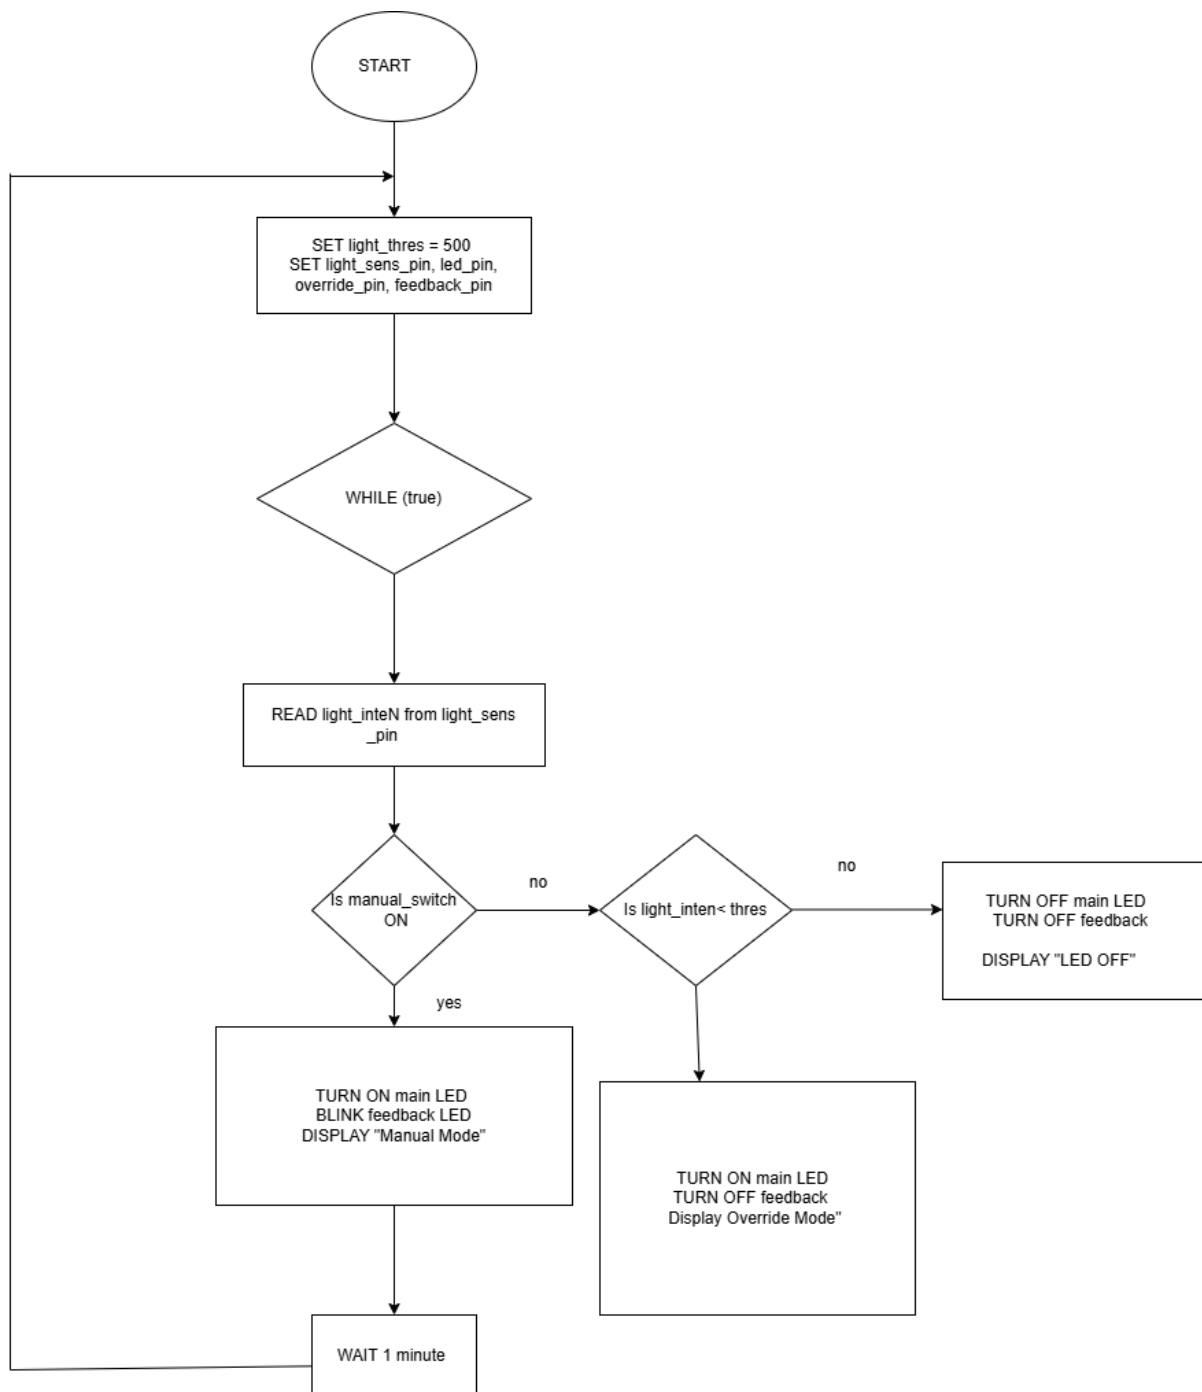 START
SET light_thres = 500
SET light_sens_pin, led_pin,
override_pin, feedback_pin
WHILE (true)
READ light_inteN from light_sens
_pin
Is manual_switch
ON
no
Is light_inten< thres
no
TURN OFF main LED
TURN OFF feedback
DISPLAY "LED OFF"
yes
TURN ON main LED
BLINK feedback LED
DISPLAY "Manual Mode"
TURN ON main LED
TURN OFF feedback
Display Override Mode"
WAIT 1 minute